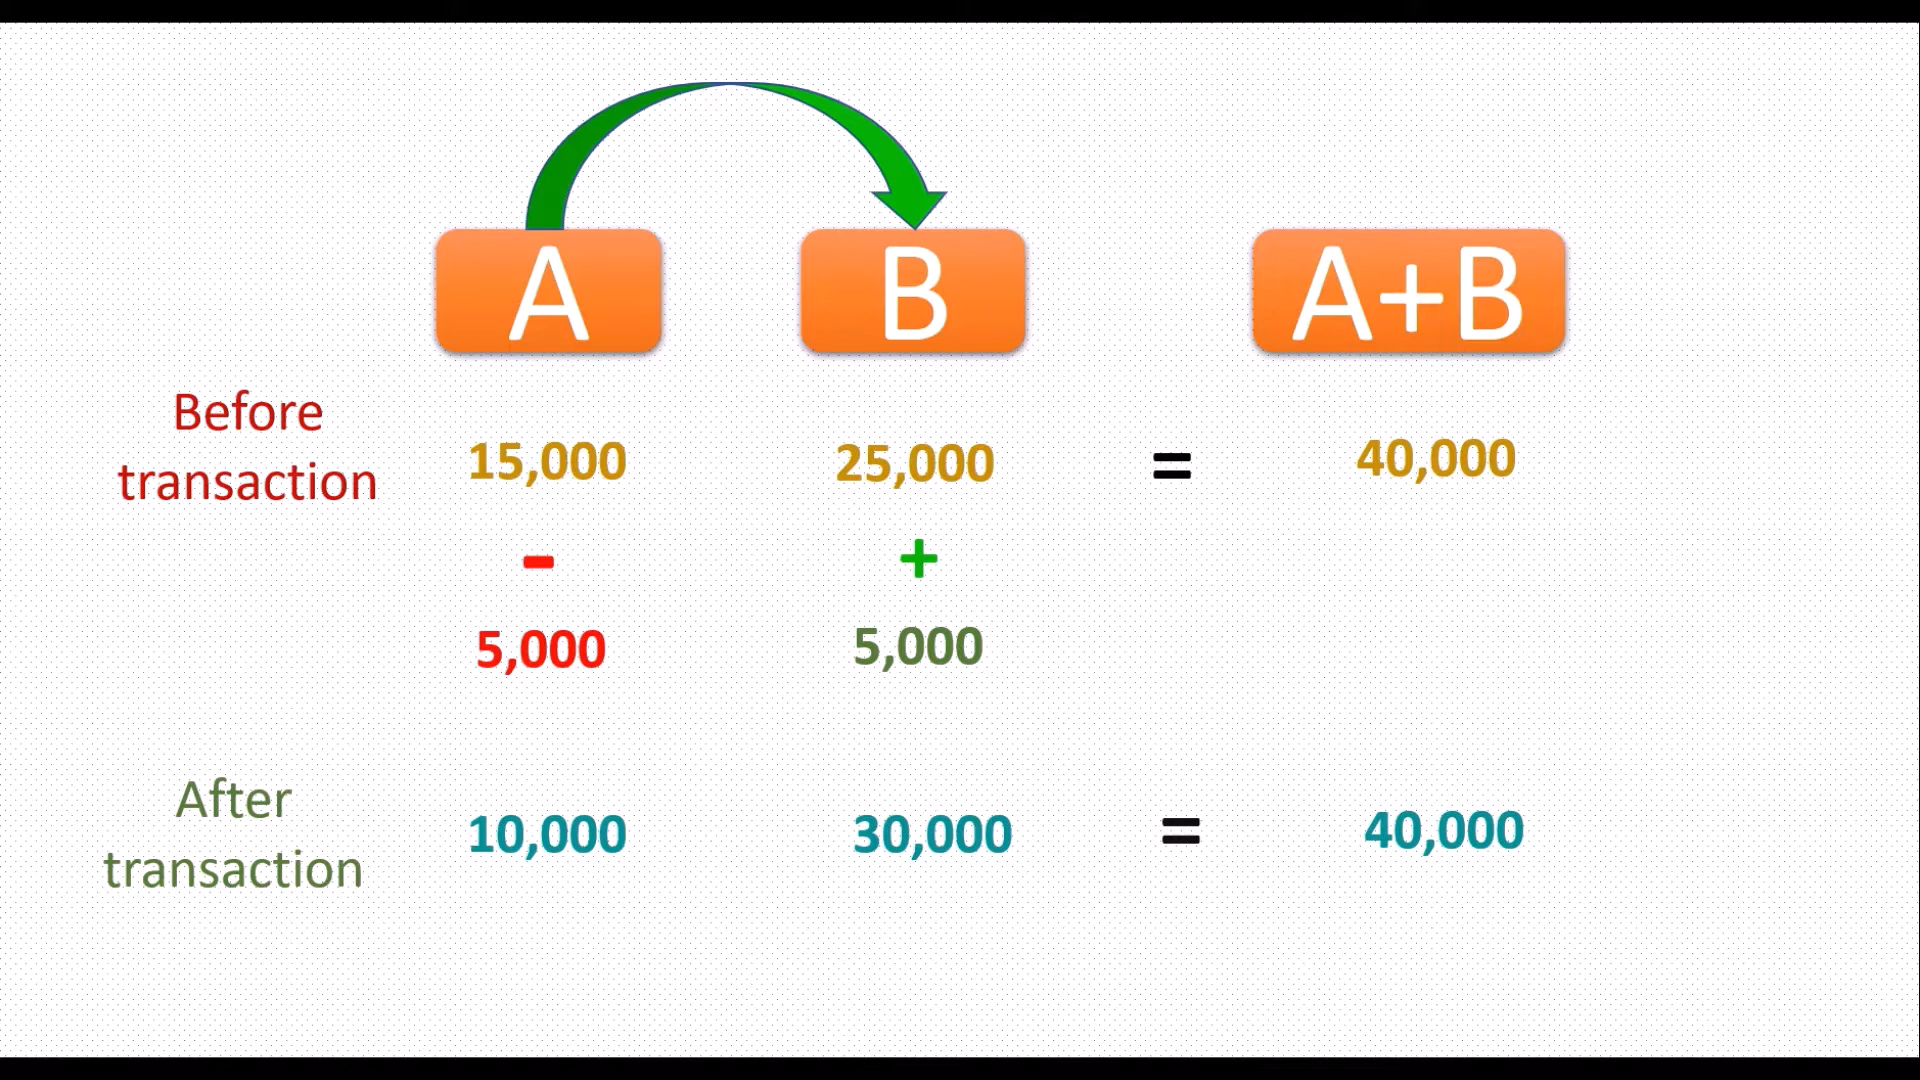 A B A+B
Before
transaction
15,000 25,000 = 40,000
- +
5,000 5,000
After
transaction
10,000 30,000 = 40,000